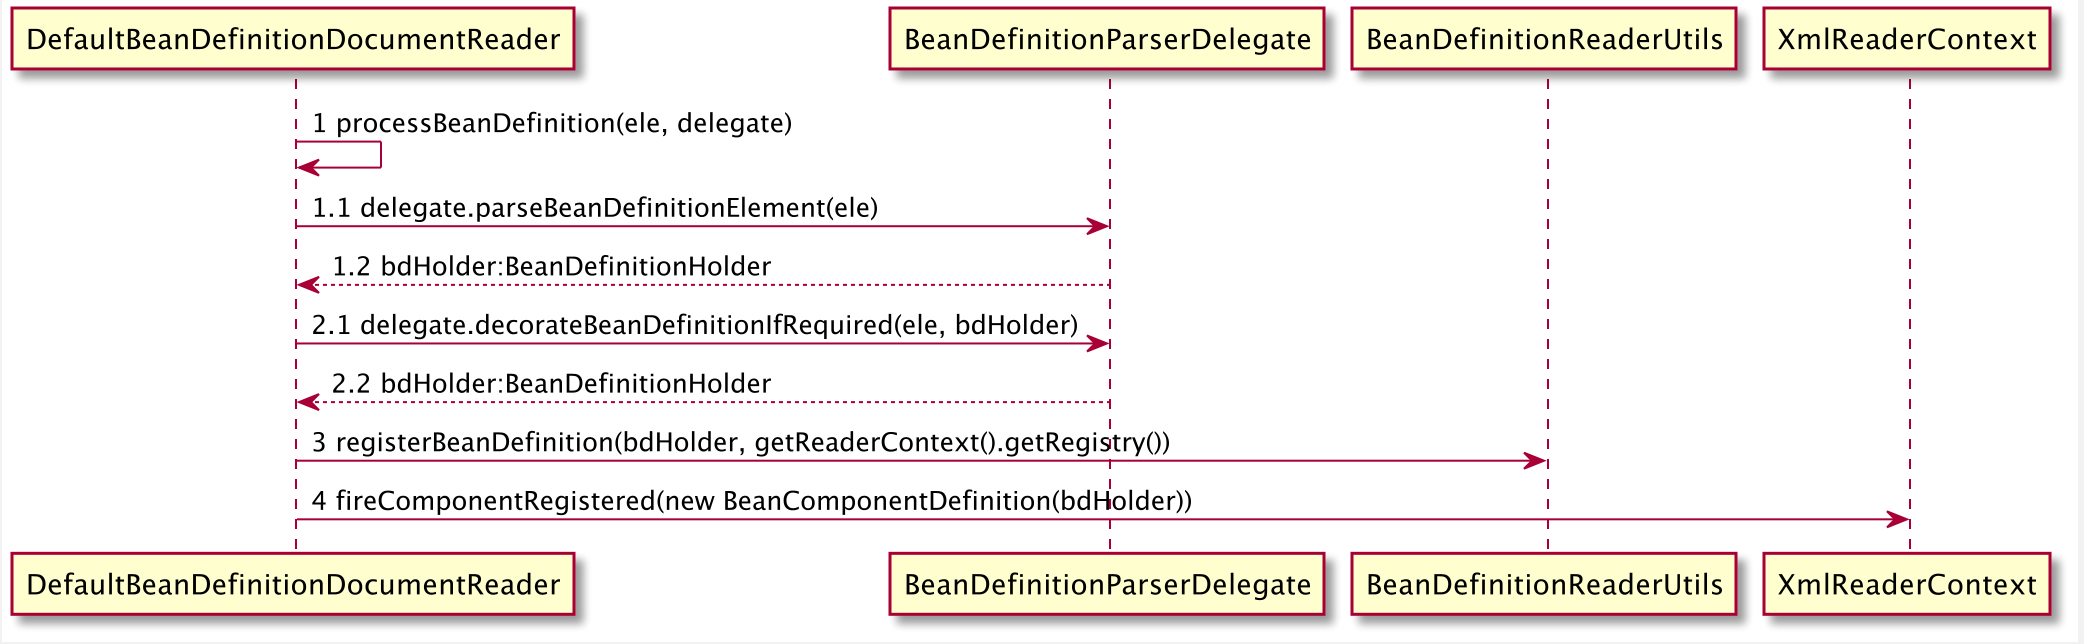 DefaultBeanDefinitionDocumentReader
BeanDefinitionParserDelegate
BeanDefinitionReaderUtils
XmlReaderContext
1 processBeanDefinition(ele, delegate)
1.1 delegate.parseBeanDefinitionElement(ele)
1.2 bdHolder:BeanDefinitionHolder
2.1 delegate.decorateBeanDefinitionIfRequired(ele, bdHolder)
2.2 bdHolder:BeanDefinitionHolder
3 registerBeanDefinition(bdHolder, getReaderContext().getRegistry())
4 fireComponentRegistered(new BeanComponentDefinition(bdHolder))
DefaultBeanDefinitionDocumentReader
BeanDefinitionParserDelegate
BeanDefinitionReaderUtils
XmlReaderContext